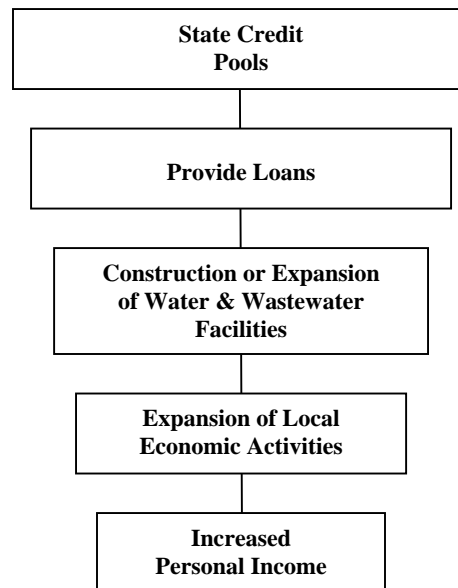 State Credit
Pools
Provide Loans
Construction or Expansion
of Water & Wastewater
Facilities
Expansion of Local
Economic Activities
Increased
Personal Income